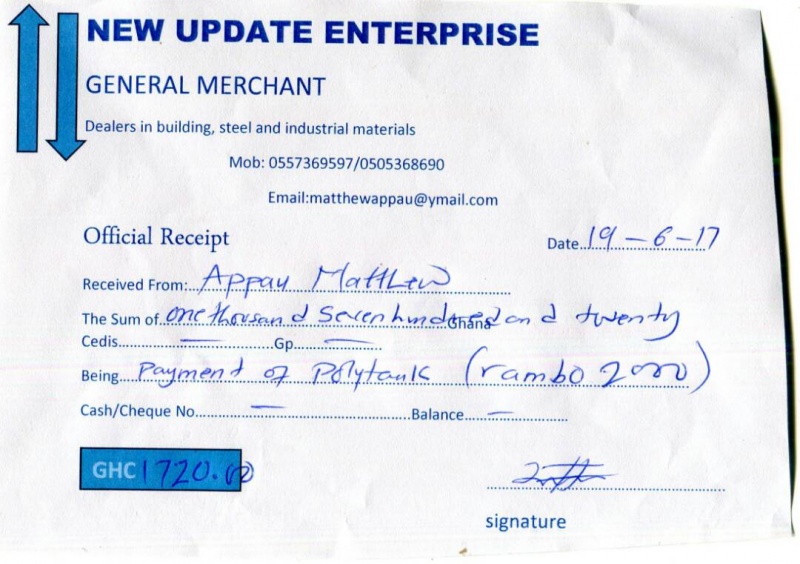 NEW UPDATE ENTERPRISE
GENERAL MERCHANT
Dealers in building, steel and industrial materials
Mob: 0557369597/0505368690
Email:matthewappau@ymail.com
Official Receipt
Date..19-6-17
Received From:..Appau Matthew
The Sum of one thousand seven hundred Ghana and twenty
Cedis.....—.....Gp.....—.....
Being...Payment of Polytank (rambo 2000)
Cash/Cheque No.....—.....Balance.....—.....
GHC 1720.00
signature